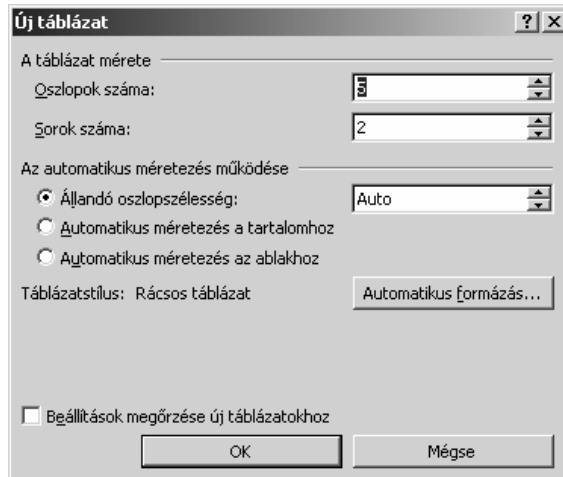 Új táblázat
A táblázat mérete
Oszlopok száma: 5
Sorok száma: 2
Az automatikus méretezés működése
Állandó oszlopszélesség: Auto
Automatikus méretezés a tartalomhoz
Automatikus méretezés az ablakhoz
Táblázatstílus: Rácsos táblázat Automatikus formázás...
Beállítások megőrzése új táblázatokhoz
OK Mégse